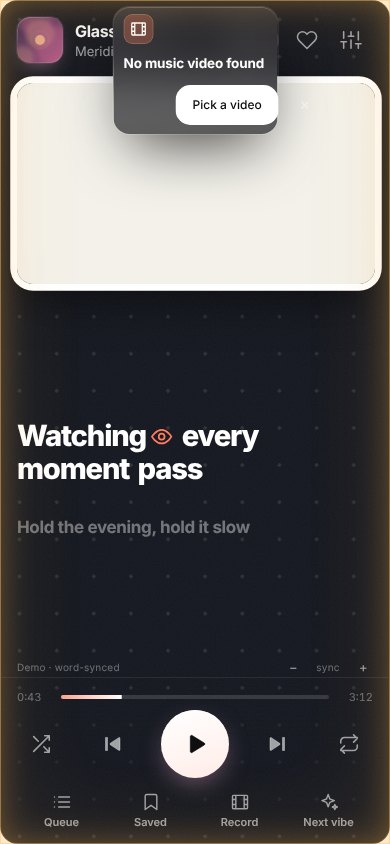 Glass
Meridi
No music video found
Pick a video
Watching every
moment pass
Hold the evening, hold it slow
Demo · word-synced
− sync +
0:43
3:12
Queue
Saved
Record
Next vibe